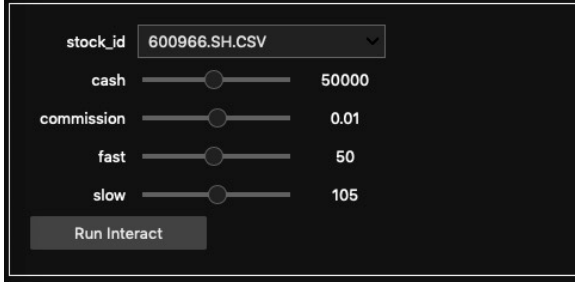 stock_id 600966.SH.CSV
cash 50000
commission 0.01
fast 50
slow 105
Run Interact